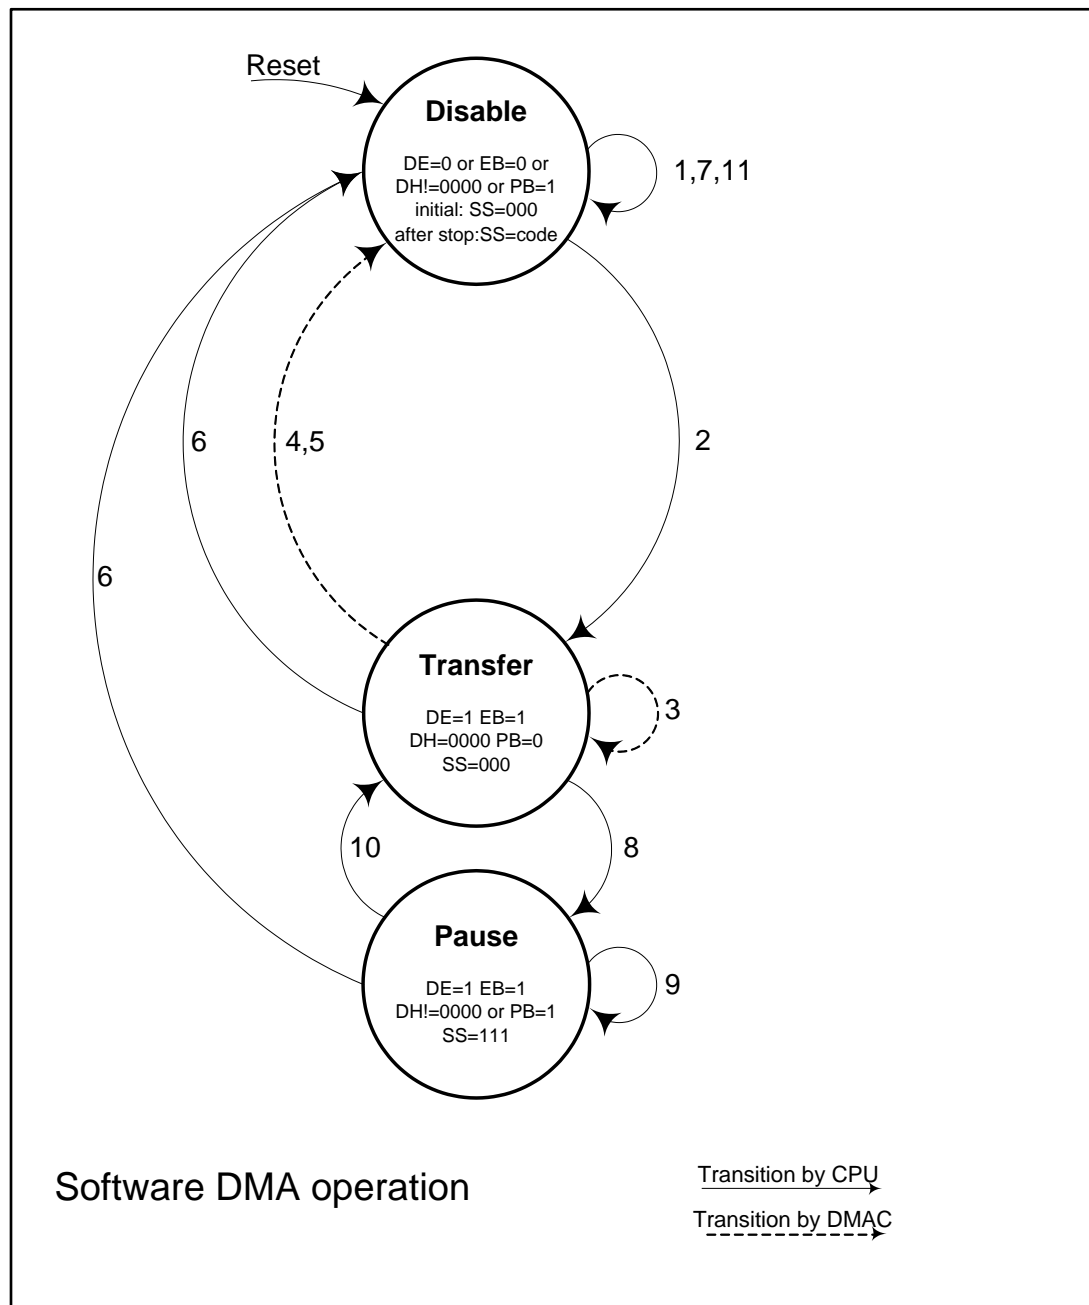 Reset
Disable
DE=0 or EB=0 or
DH!=0000 or PB=1
initial: SS=000
after stop:SS=code
1,7,11
6
4,5
2
6
Transfer
DE=1 EB=1
DH=0000 PB=0
SS=000
3
10
8
Pause
DE=1 EB=1
DH!=0000 or PB=1
SS=111
9
Software DMA operation
Transition by CPU
Transition by DMAC